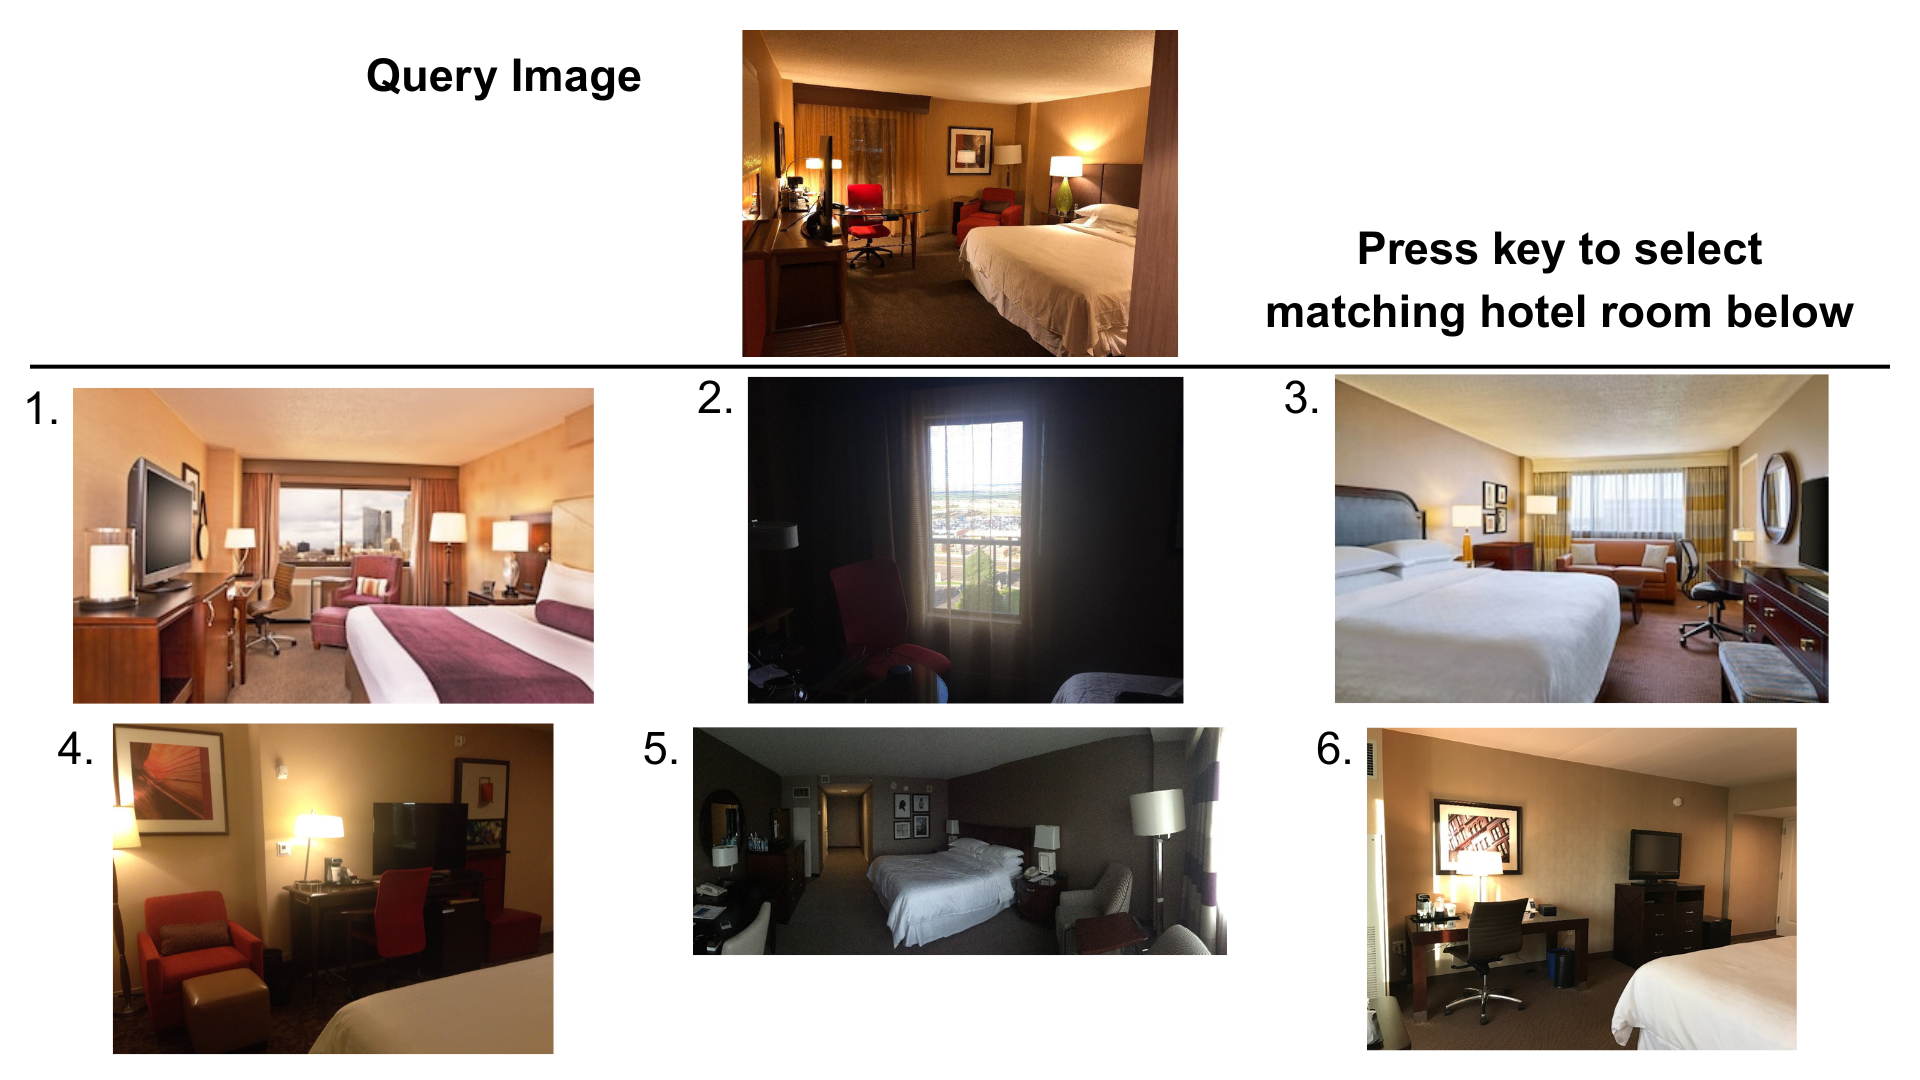 Query Image
Press key to select
matching hotel room below
1.
2.
3.
4.
5.
6.